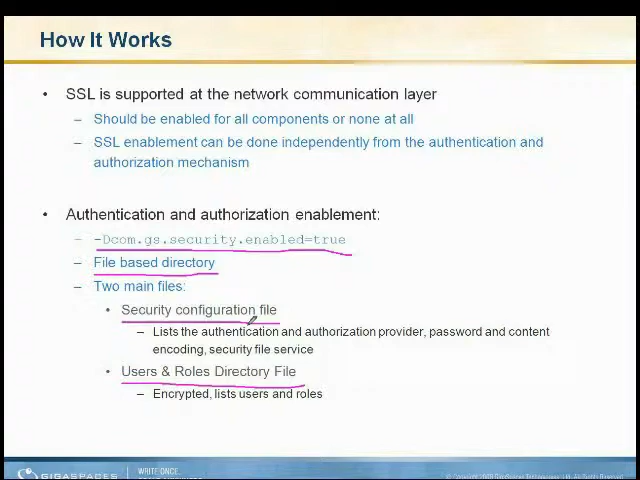 How It Works
• SSL is supported at the network communication layer
– Should be enabled for all components or none at all
– SSL enablement can be done independently from the authentication and
authorization mechanism
• Authentication and authorization enablement:
– -Dcom.gs.security.enabled=true
– File based directory
– Two main files:
• Security configuration file
– Lists the authentication and authorization provider, password and content
encoding, security file service
• Users & Roles Directory File
– Encrypted, lists users and roles
GIGASPACES
WRITE ONCE.